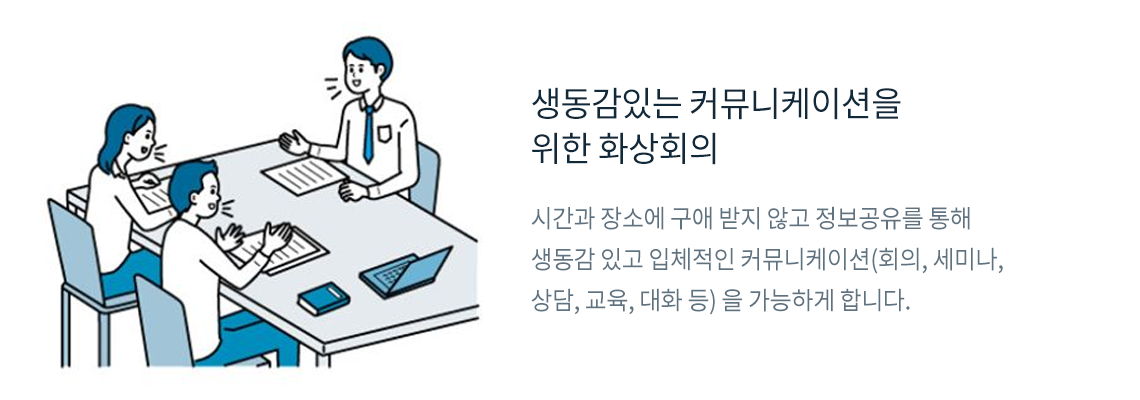 생동감있는 커뮤니케이션을
위한 화상회의
시간과 장소에 구애 받지 않고 정보공유를 통해
생동감 있고 입체적인 커뮤니케이션(회의, 세미나,
상담, 교육, 대화 등) 을 가능하게 합니다.